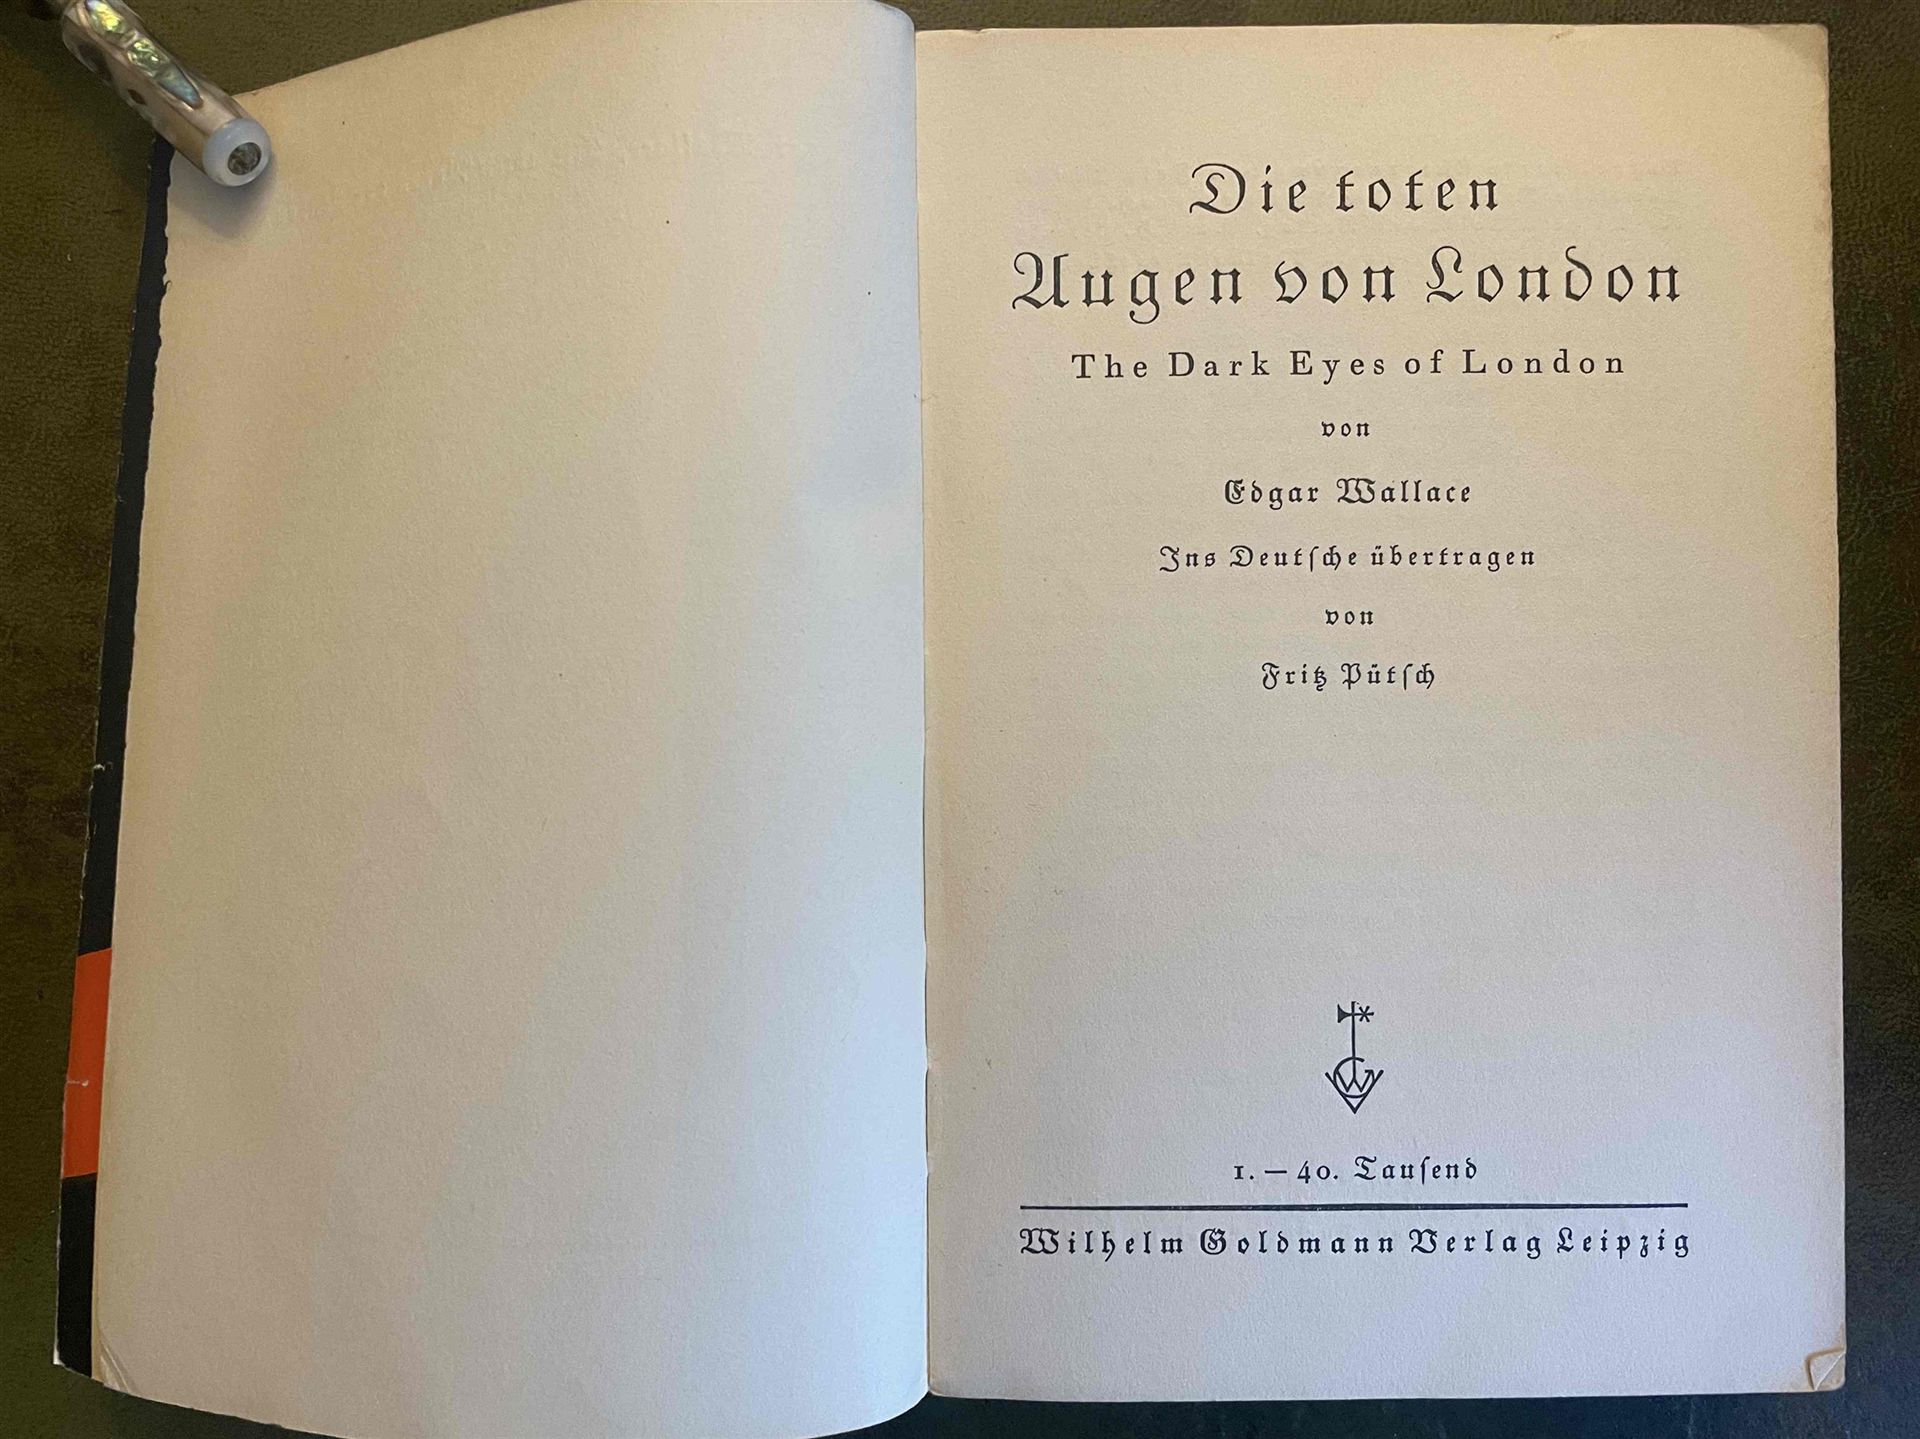 Die toten
Augen von London
The Dark Eyes of London
von
Edgar Wallace
Ins Deutſche übertragen
von
Fritz Pütſch
1. — 40. Tauſend
Wilhelm Goldmann Verlag Leipzig